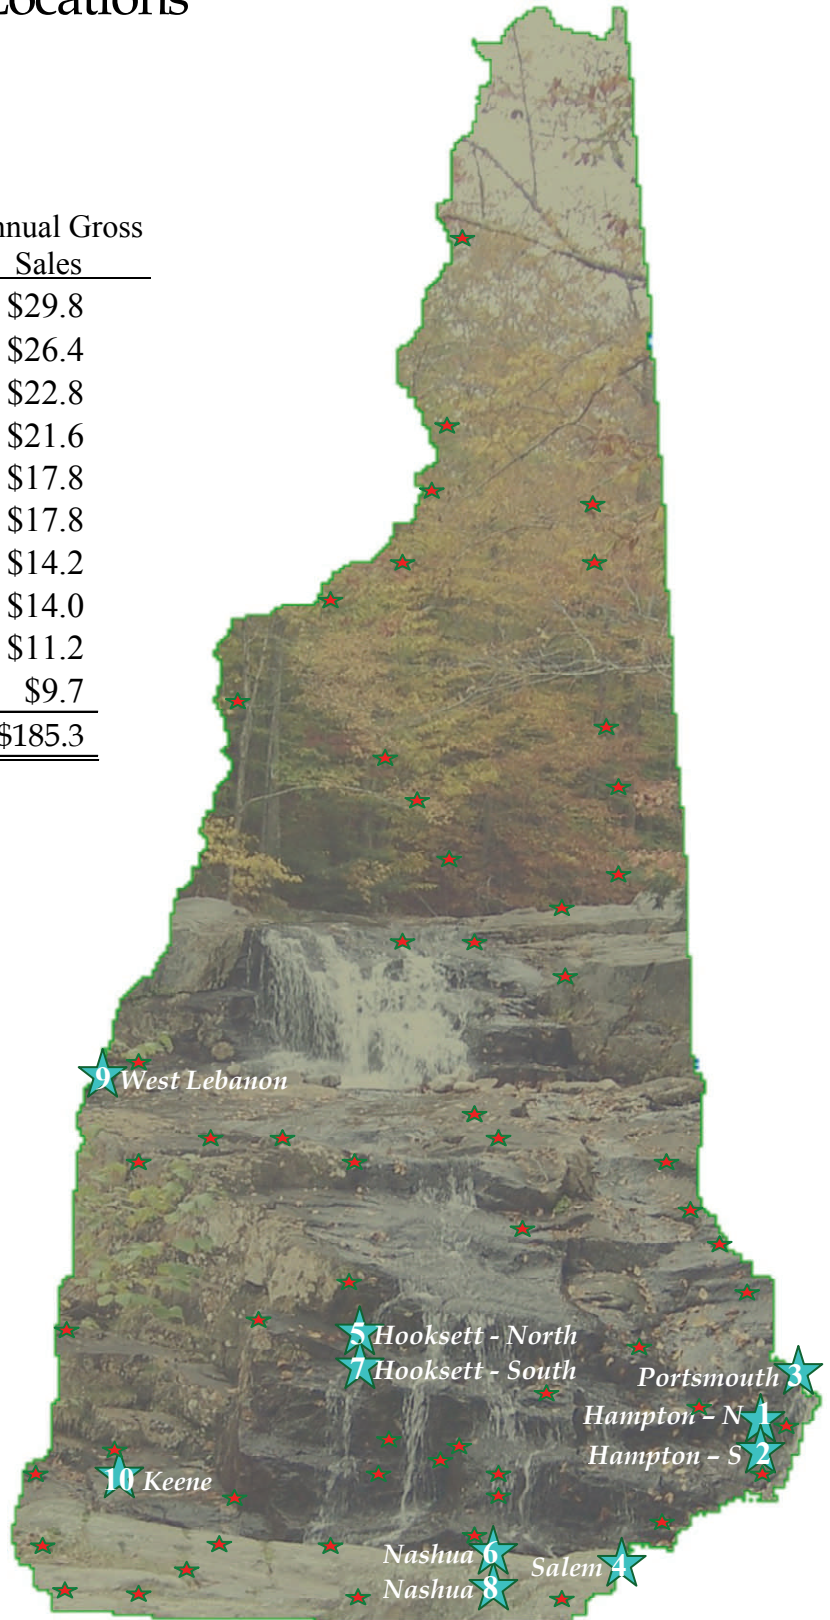 Locations
nnual Gross
Sales
$29.8
$26.4
$22.8
$21.6
$17.8
$17.8
$14.2
$14.0
$11.2
$9.7
$185.3
9 West Lebanon
5 Hooksett - North
7 Hooksett - South
Portsmouth 3
Hampton – N 1
Hampton – S 2
10 Keene
Nashua 6
Salem 4
Nashua 8